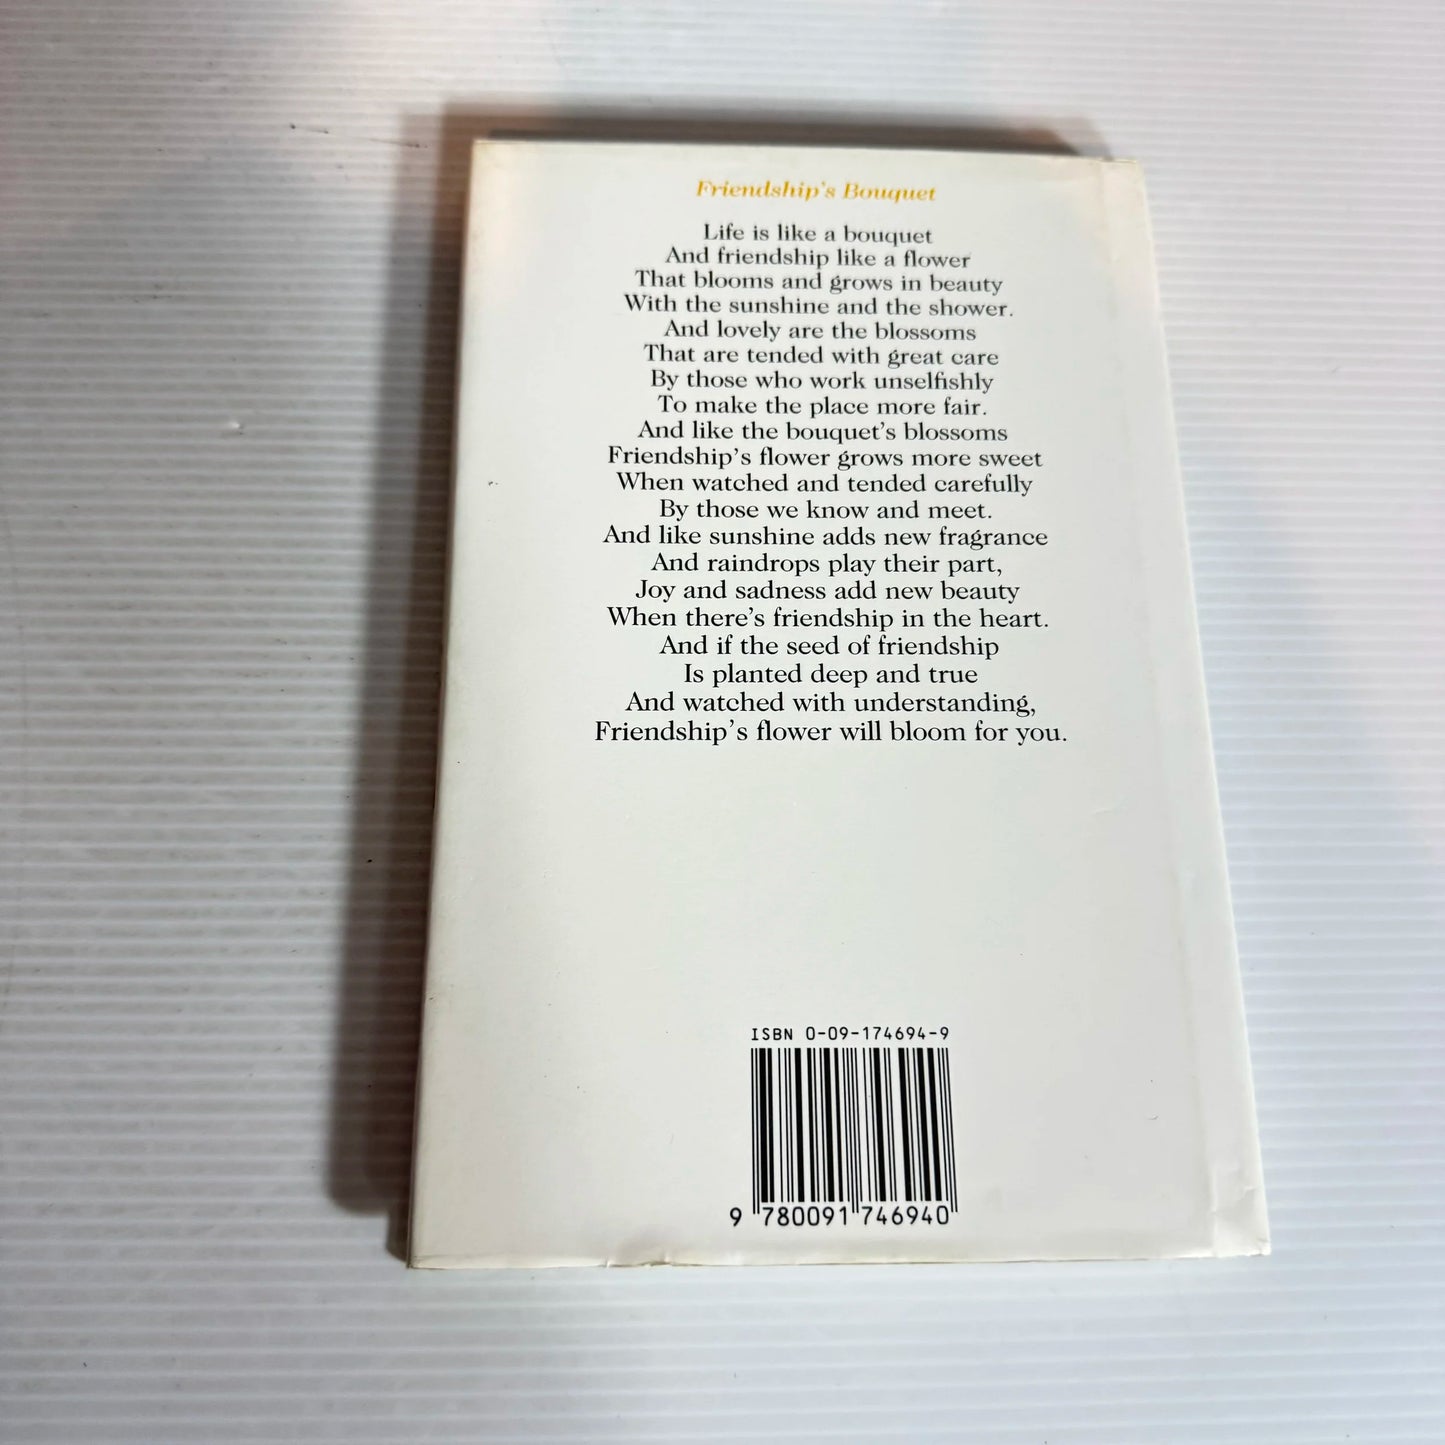 Friendship's Bouquet
Life is like a bouquet
And friendship like a flower
That blooms and grows in beauty
With the sunshine and the shower.
And lovely are the blossoms
That are tended with great care
By those who work unselfishly
To make the place more fair.
And like the bouquet's blossoms
Friendship's flower grows more sweet
When watched and tended carefully
By those we know and meet.
And like sunshine adds new fragrance
And raindrops play their part,
Joy and sadness add new beauty
When there's friendship in the heart.
And if the seed of friendship
Is planted deep and true
And watched with understanding,
Friendship's flower will bloom for you.
ISBN 0-09-174694-9
9 780091 746940